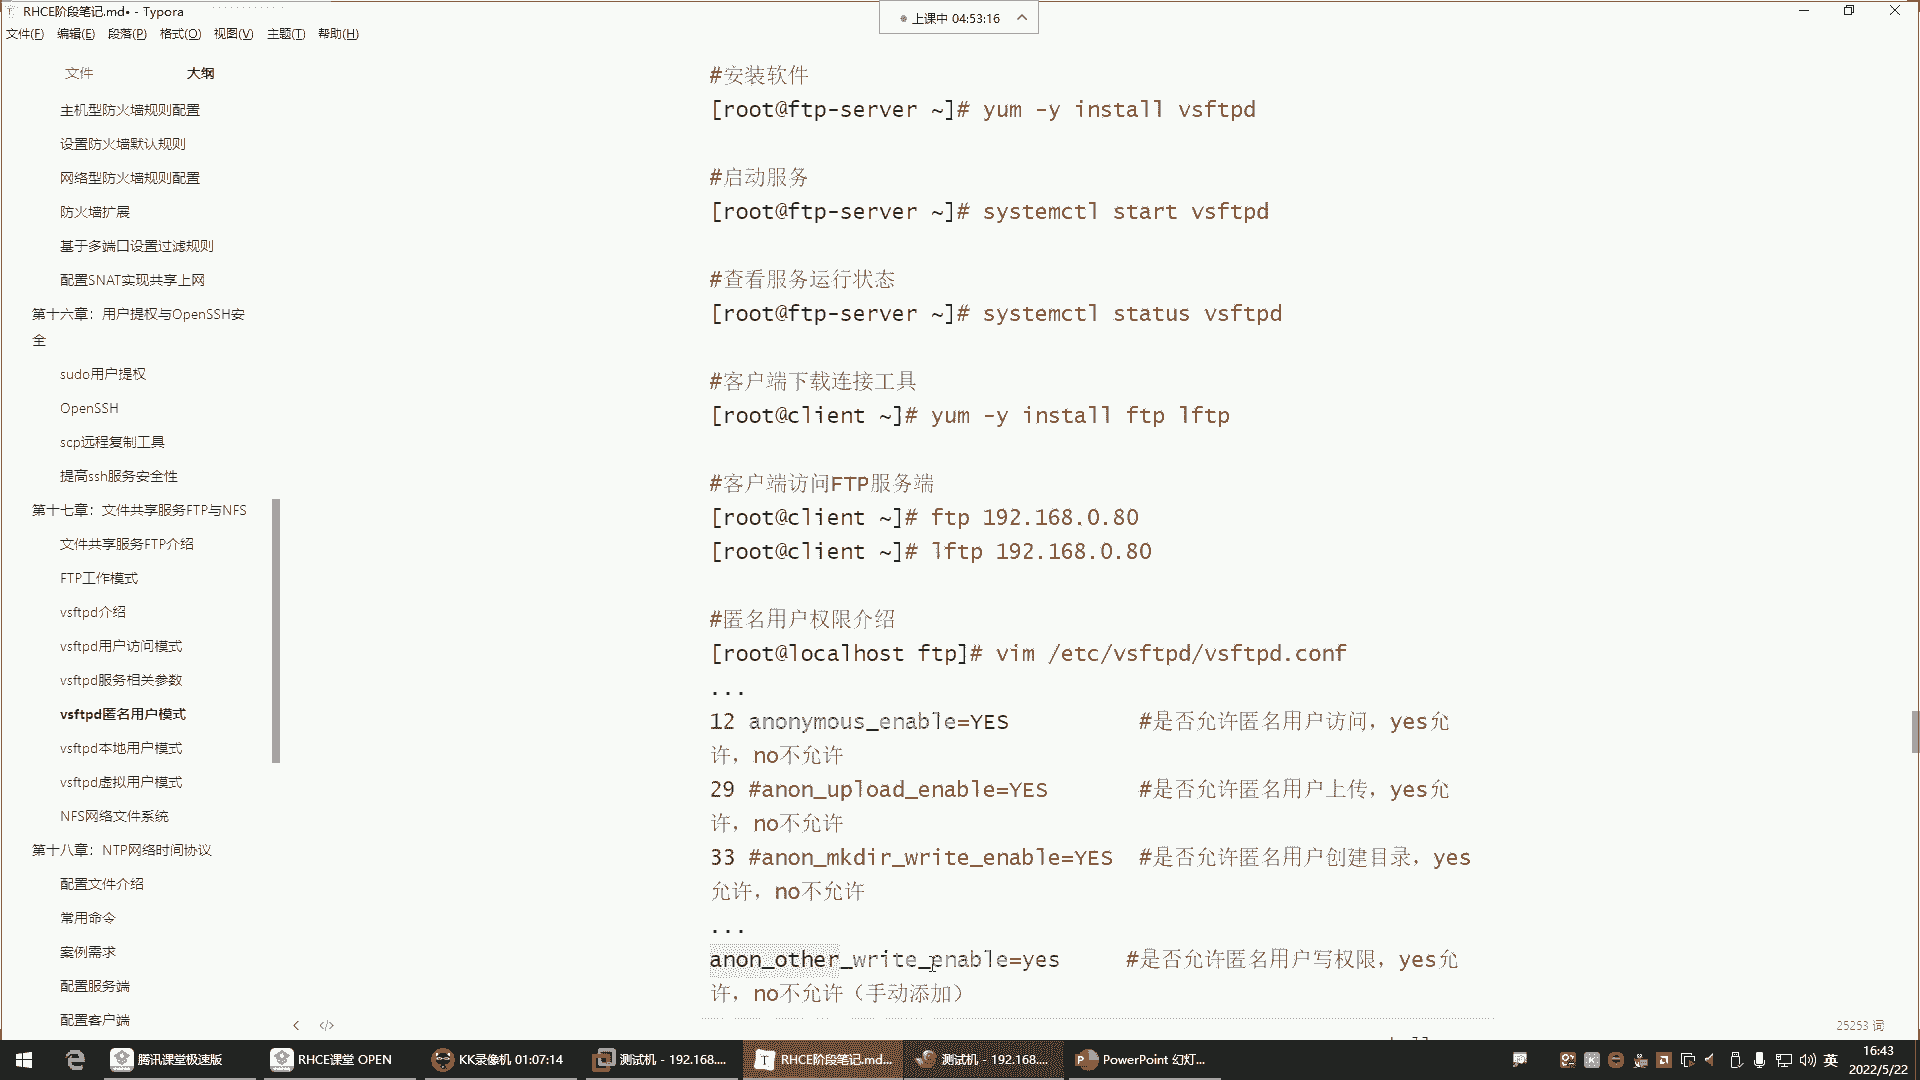 RHCE阶段笔记.md• - Typora
上课中 04:53:16
文件(F) 编辑(E) 段落(P) 格式(O) 视图(V) 主题(T) 帮助(H)
文件 大纲
主机型防火墙规则配置
设置防火墙默认规则
网络型防火墙规则配置
防火墙扩展
基于多端口设置过滤规则
配置SNAT实现共享上网
第十六章：用户提权与OpenSSH安
全
sudo用户提权
OpenSSH
scp远程复制工具
提高ssh服务安全性
第十七章：文件共享服务FTP与NFS
文件共享服务FTP介绍
FTP工作模式
vsftpd介绍
vsftpd用户访问模式
vsftpd服务相关参数
vsftpd匿名用户模式
vsftpd本地用户模式
vsftpd虚拟用户模式
NFS网络文件系统
第十八章：NTP网络时间协议
配置文件介绍
常用命令
案例需求
配置服务端
配置客户端
#安装软件
[root@ftp-server ~]# yum -y install vsftpd
#启动服务
[root@ftp-server ~]# systemctl start vsftpd
#查看服务运行状态
[root@ftp-server ~]# systemctl status vsftpd
#客户端下载连接工具
[root@client ~]# yum -y install ftp lftp
#客户端访问FTP服务端
[root@client ~]# ftp 192.168.0.80
[root@client ~]# lftp 192.168.0.80
#匿名用户权限介绍
[root@localhost ftp]# vim /etc/vsftpd/vsftpd.conf
...
12 anonymous_enable=YES #是否允许匿名用户访问，yes允
许，no不允许
29 #anon_upload_enable=YES #是否允许匿名用户上传，yes允
许，no不允许
33 #anon_mkdir_write_enable=YES #是否允许匿名用户创建目录，yes
允许，no不允许
...
anon_other_write_enable=yes #是否允许匿名用户写权限，yes允
许，no不允许（手动添加）
25253 词
腾讯课堂极速版 RHCE课堂 OPEN KK录像机 01:07:14 测试机 - 192.168.... RHCE阶段笔记.md... 测试机 - 192.168.... PowerPoint 幻灯... 英 16:43
2022/5/22